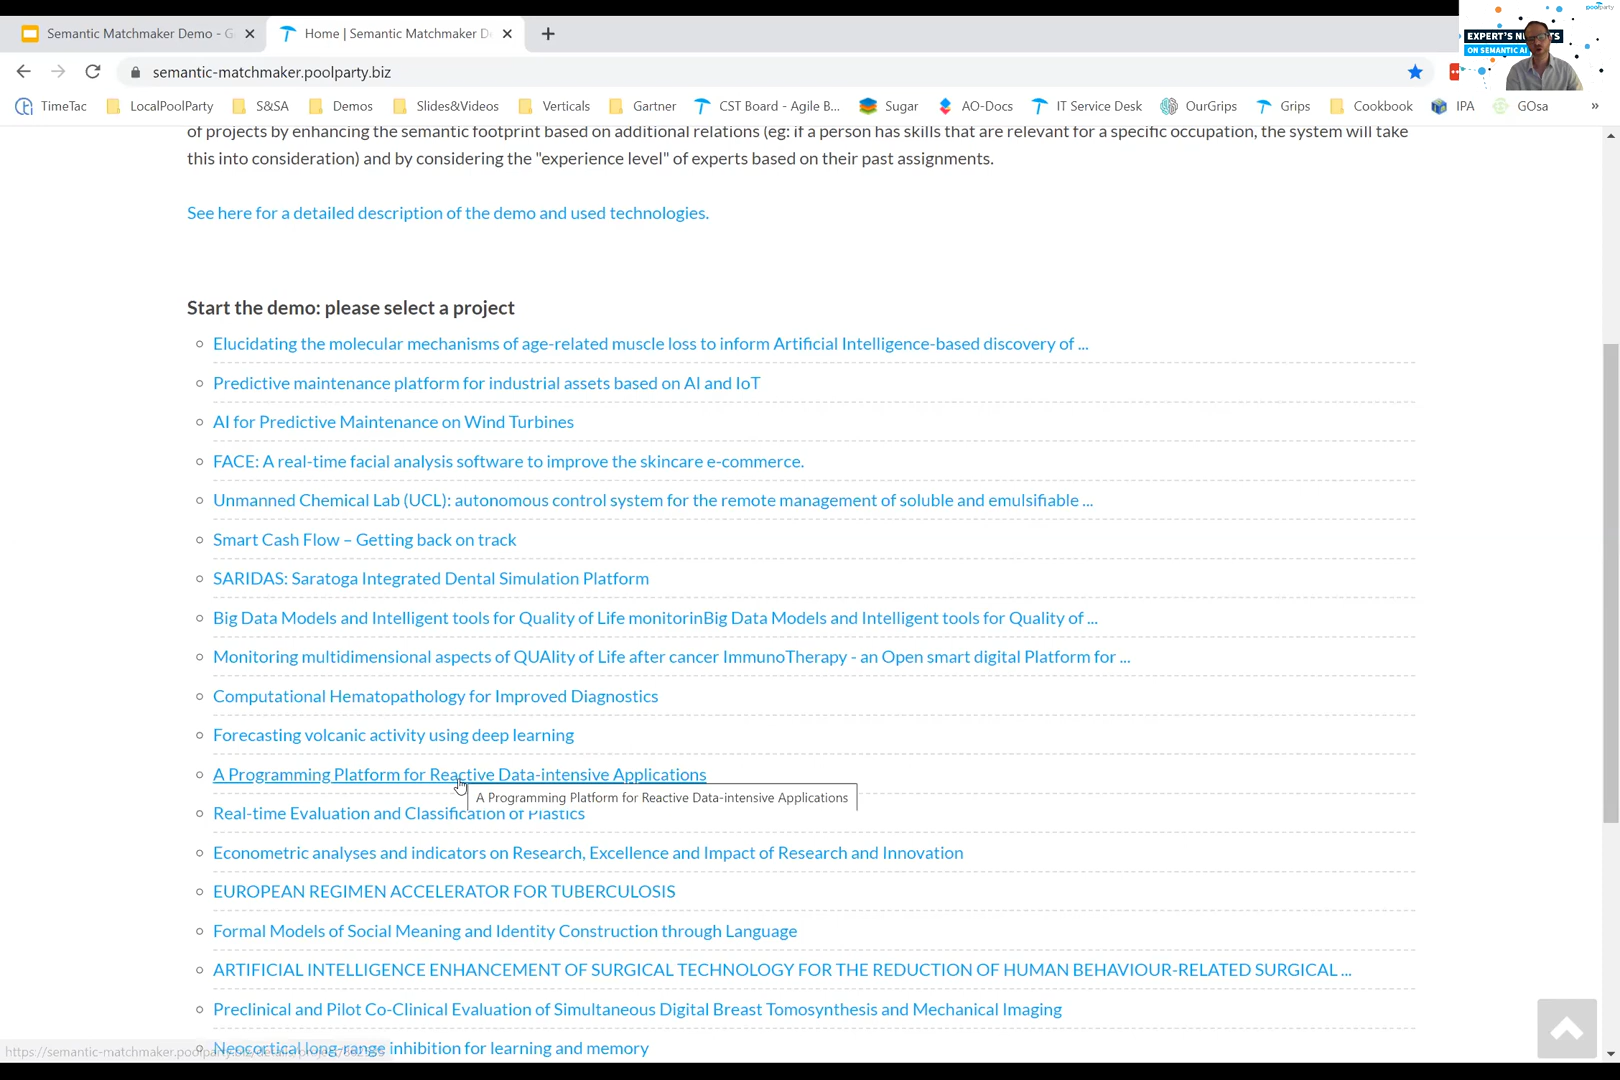 Semantic Matchmaker Demo - G
Home | Semantic Matchmaker De
semantic-matchmaker.poolparty.biz
TimeTac
LocalPoolParty
S&SA
Demos
Slides&Videos
Verticals
Gartner
CST Board - Agile B...
Sugar
AO-Docs
IT Service Desk
OurGrips
Grips
Cookbook
IPA
GOsa
»
poolparty
EXPERT'S
ON SEMANTIC AI
of projects by enhancing the semantic footprint based on additional relations (eg: if a person has skills that are relevant for a specific occupation, the system will take
this into consideration) and by considering the "experience level" of experts based on their past assignments.
See here for a detailed description of the demo and used technologies.
Start the demo: please select a project
Elucidating the molecular mechanisms of age-related muscle loss to inform Artificial Intelligence-based discovery of ...
Predictive maintenance platform for industrial assets based on AI and IoT
AI for Predictive Maintenance on Wind Turbines
FACE: A real-time facial analysis software to improve the skincare e-commerce.
Unmanned Chemical Lab (UCL): autonomous control system for the remote management of soluble and emulsifiable ...
Smart Cash Flow – Getting back on track
SARIDAS: Saratoga Integrated Dental Simulation Platform
Big Data Models and Intelligent tools for Quality of Life monitorinBig Data Models and Intelligent tools for Quality of ...
Monitoring multidimensional aspects of QUAlity of Life after cancer ImmunoTherapy - an Open smart digital Platform for ...
Computational Hematopathology for Improved Diagnostics
Forecasting volcanic activity using deep learning
A Programming Platform for Reactive Data-intensive Applications
A Programming Platform for Reactive Data-intensive Applications
Real-time Evaluation and Classification of Plastics
Econometric analyses and indicators on Research, Excellence and Impact of Research and Innovation
EUROPEAN REGIMEN ACCELERATOR FOR TUBERCULOSIS
Formal Models of Social Meaning and Identity Construction through Language
ARTIFICIAL INTELLIGENCE ENHANCEMENT OF SURGICAL TECHNOLOGY FOR THE REDUCTION OF HUMAN BEHAVIOUR-RELATED SURGICAL ...
Preclinical and Pilot Co-Clinical Evaluation of Simultaneous Digital Breast Tomosynthesis and Mechanical Imaging
Neocortical long-range inhibition for learning and memory